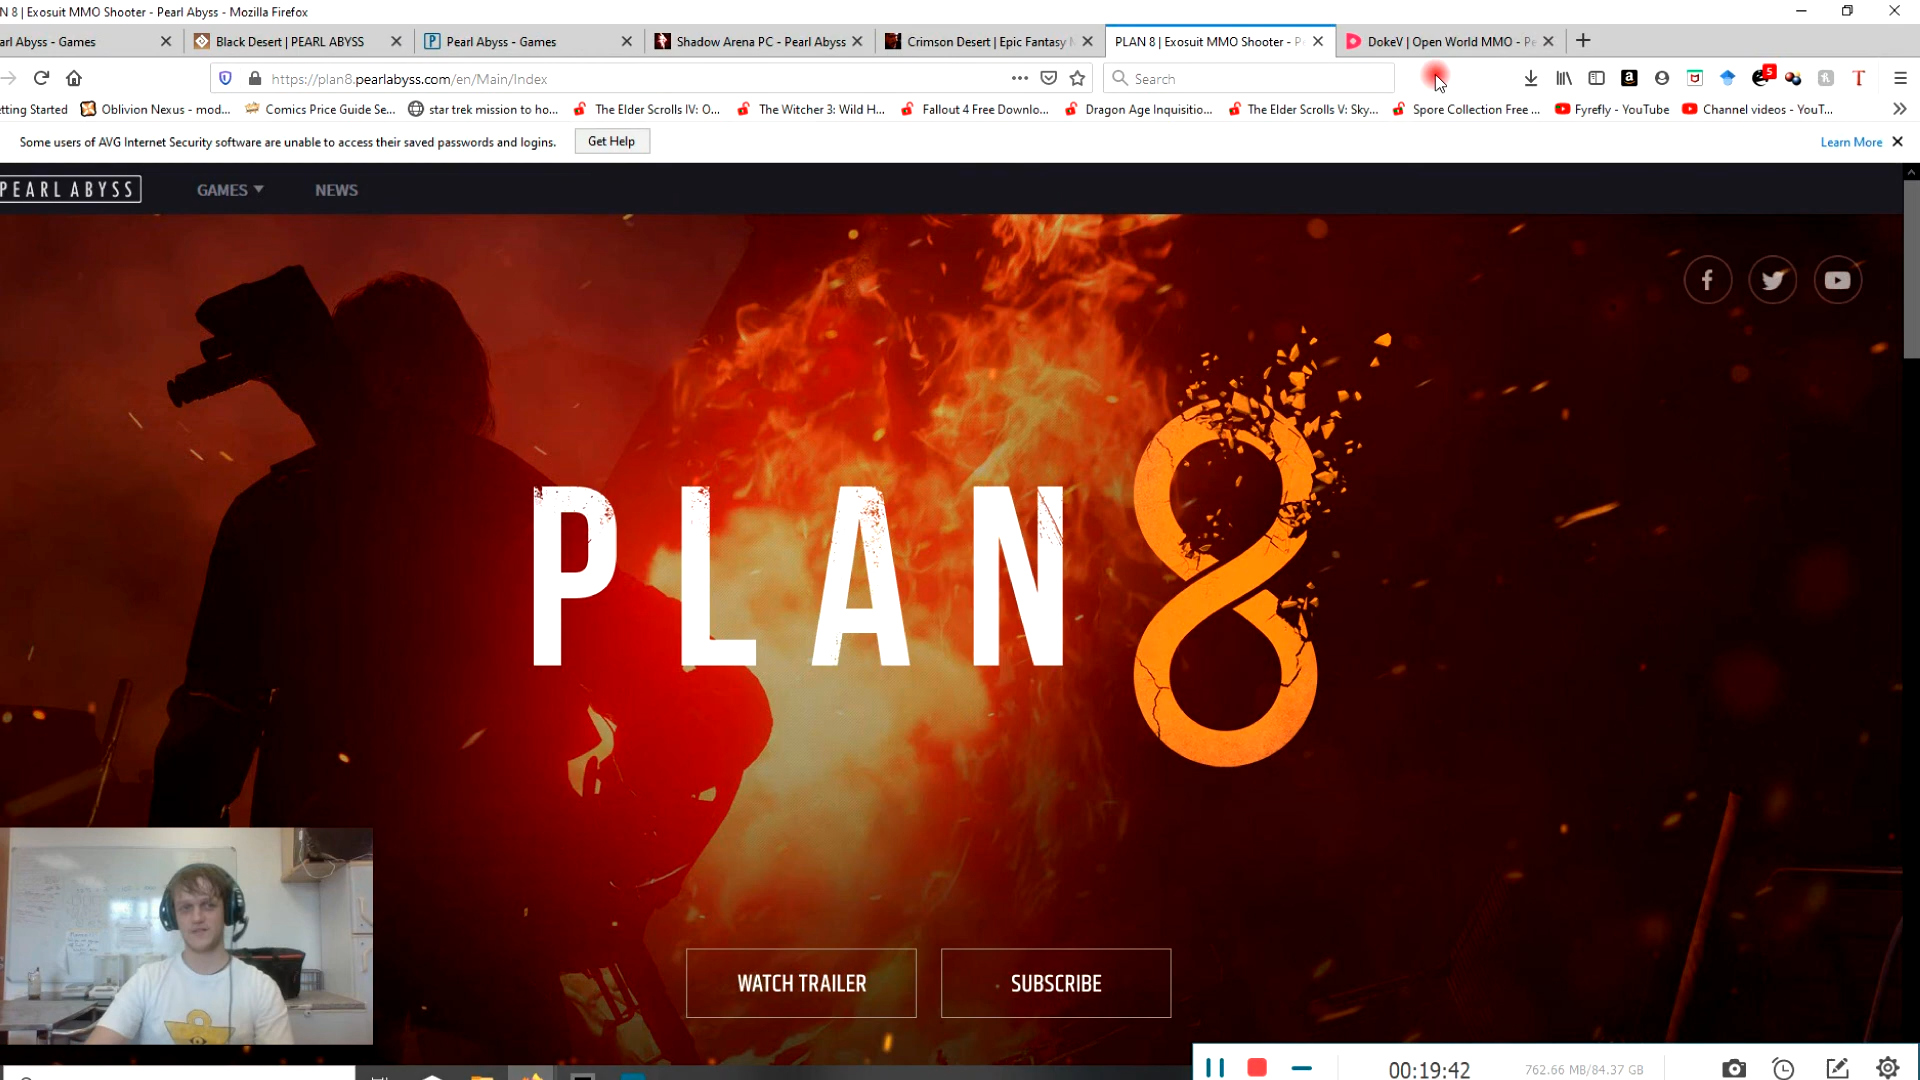 N 8 | Exosuit MMO Shooter - Pearl Abyss - Mozilla Firefox
arl Abyss - Games
Black Desert | PEARL ABYSS
Pearl Abyss - Games
Shadow Arena PC - Pearl Abyss
Crimson Desert | Epic Fantasy
PLAN 8 | Exosuit MMO Shooter - P
DokeV | Open World MMO - Pe
https://plan8.pearlabyss.com/en/Main/Index
Search
5
tting Started
Oblivion Nexus - mod...
Comics Price Guide Se...
star trek mission to ho...
The Elder Scrolls IV: O...
The Witcher 3: Wild H...
Fallout 4 Free Downlo...
Dragon Age Inquisitio...
The Elder Scrolls V: Sky...
Spore Collection Free ...
Fyrefly - YouTube
Channel videos - YouT...
Some users of AVG Internet Security software are unable to access their saved passwords and logins.
Get Help
Learn More
PEARL ABYSS
GAMES
NEWS
PLAN 8
WATCH TRAILER
SUBSCRIBE
00:19:42
762.66 MB/84.37 GB